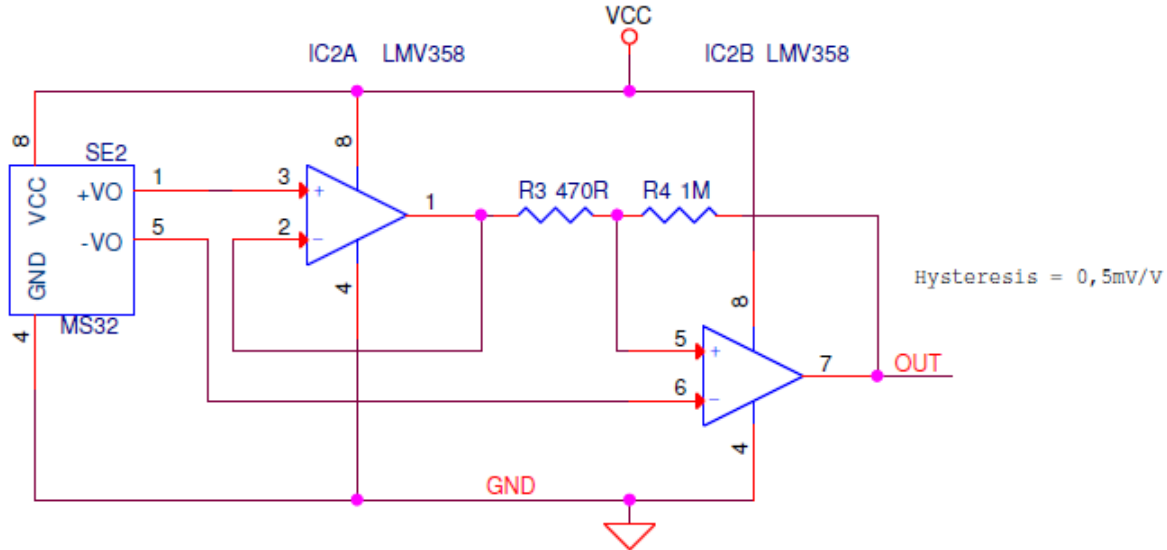 VCC
IC2A LMV358
IC2B LMV358
8
SE2
8
VCC
+VO
1
3
+
1
R3 470R
R4 1M
-VO
5
2
-
GND
4
8
Hysteresis = 0,5mV/V
MS32
4
5
+
7
OUT
6
-
4
GND